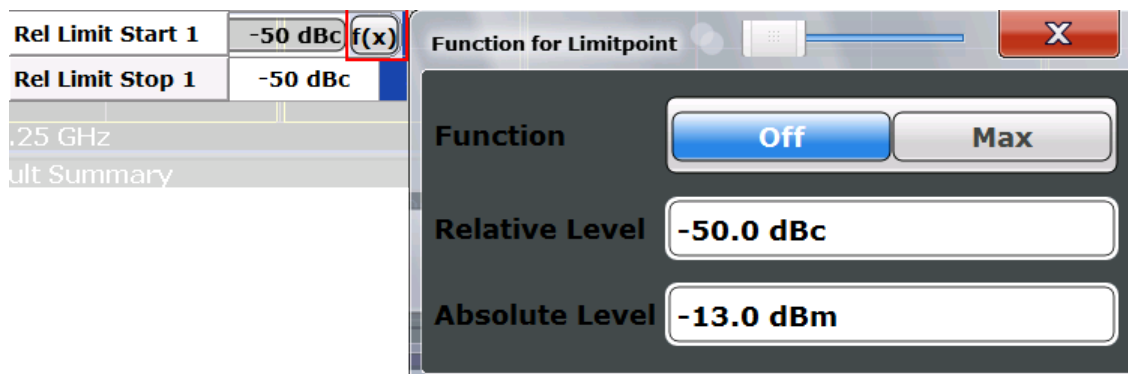 Rel Limit Start 1 -50 dBc f(x)
Rel Limit Stop 1 -50 dBc
.25 GHz
ult Summary
Function for Limitpoint X
Function Off Max
Relative Level -50.0 dBc
Absolute Level -13.0 dBm